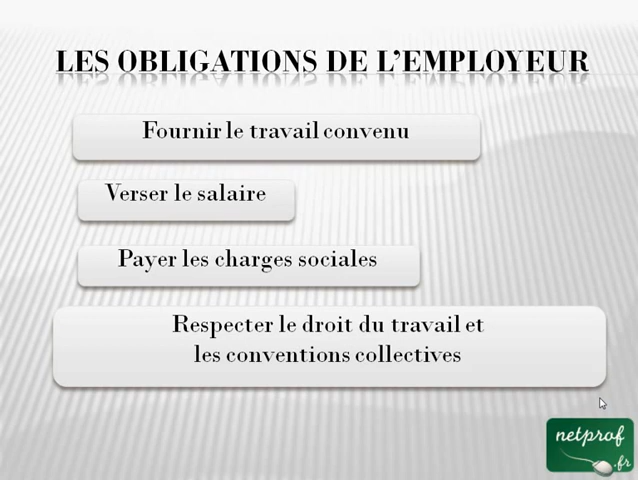 LES OBLIGATIONS DE L'EMPLOYEUR
Fournir le travail convenu
Verser le salaire
Payer les charges sociales
Respecter le droit du travail et
les conventions collectives
netprof
.fr